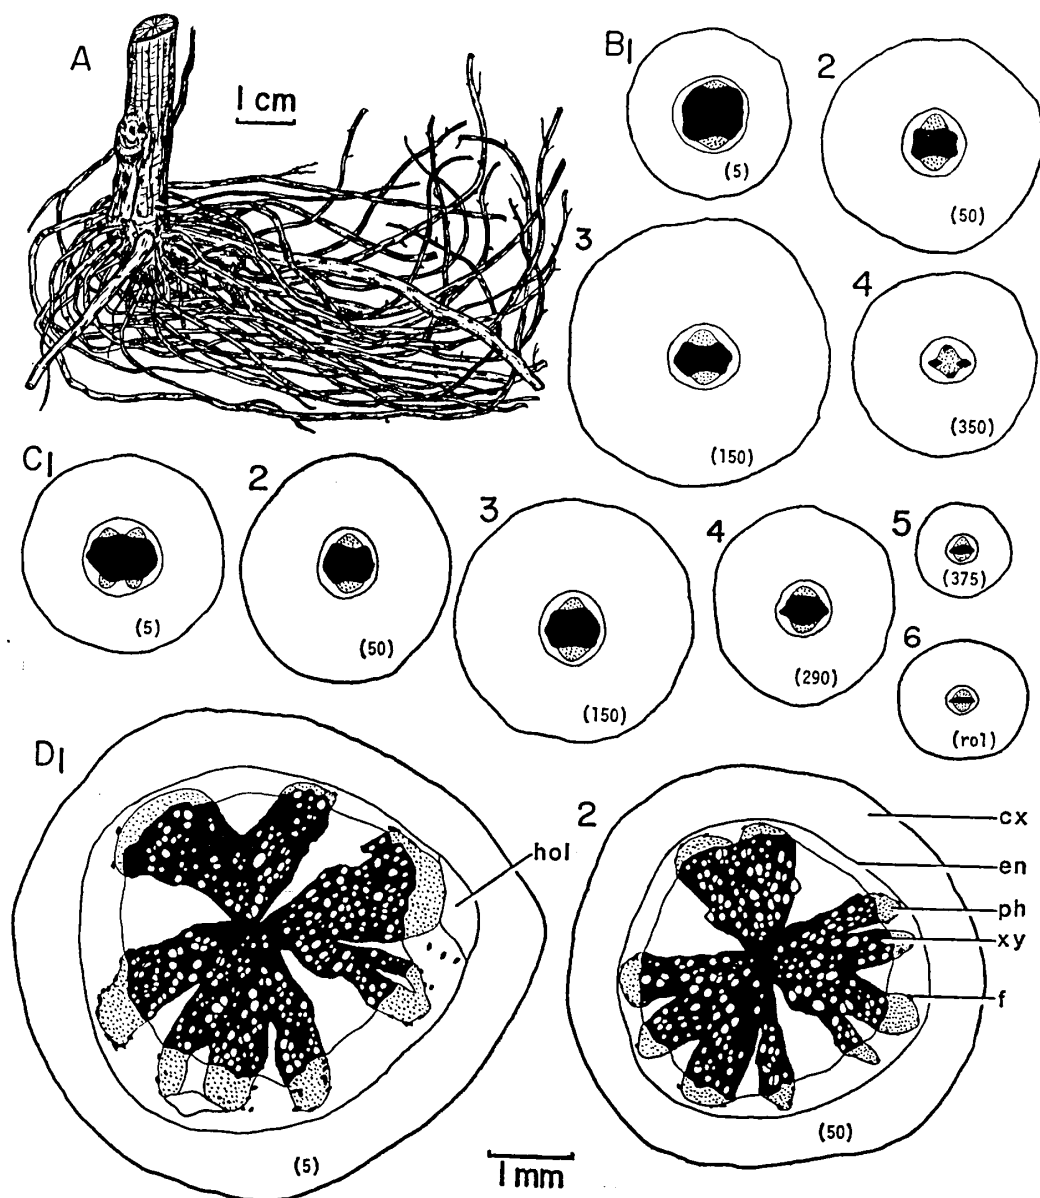 A
1 cm
B1
(5)
2
(50)
3
(150)
4
(350)
C1
(5)
2
(50)
3
(150)
4
(290)
5
(375)
6
(rol)
D1
hol
(5)
2
cx
en
ph
xy
f
(50)
1 mm